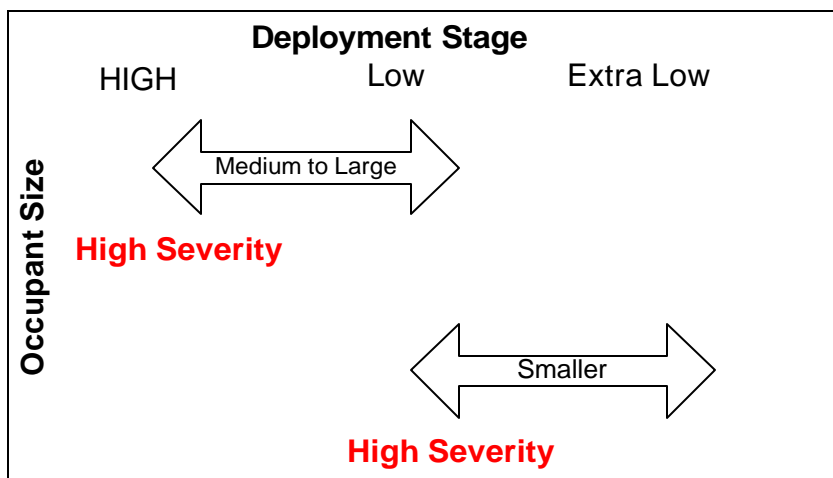 Deployment Stage
HIGH Low Extra Low
Occupant Size
Medium to Large
High Severity
Smaller
High Severity